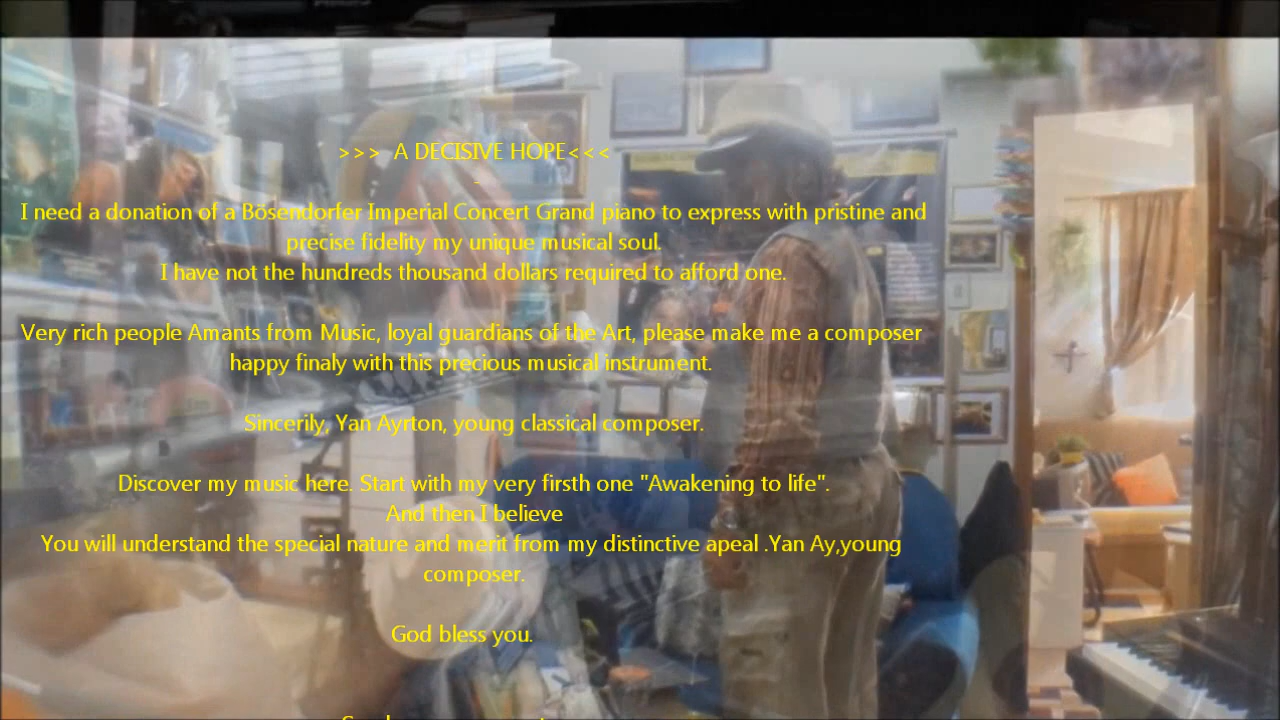 >>> A DECISIVE HOPE<<<
-
I need a donation of a Bösendorfer Imperial Concert Grand piano to express with pristine and
precise fidelity my unique musical soul.
I have not the hundreds thousand dollars required to afford one.
Very rich people Amants from Music, loyal guardians of the Art, please make me a composer
happy finaly with this precious musical instrument.
Sincerily, Yan Ayrton, young classical composer.
Discover my music here. Start with my very firsth one "Awakening to life".
And then I believe
You will understand the special nature and merit from my distinctive apeal .Yan Ay,young
composer.
God bless you.